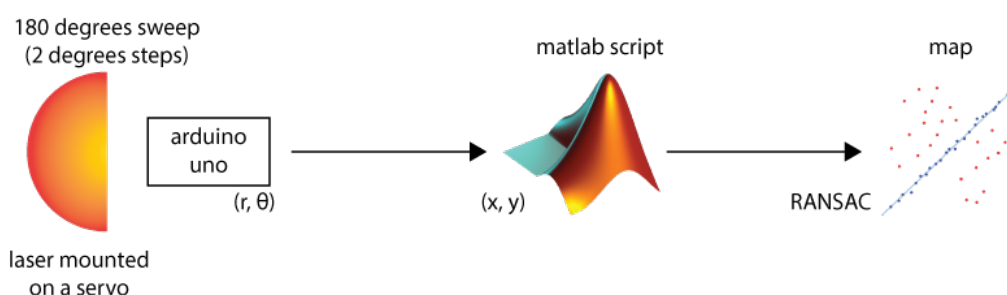 180 degrees sweep
(2 degrees steps)
arduino
uno
(r, θ)
laser mounted
on a servo
matlab script
(x, y)
map
RANSAC